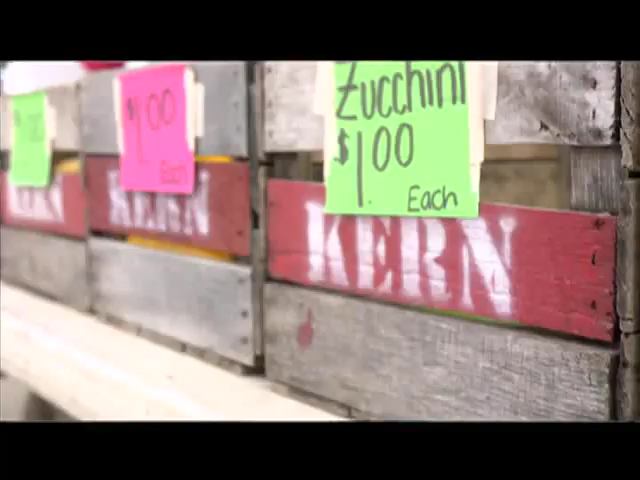 Zucchini
$1.00
Each
KERN
$1.00
Each
KERN